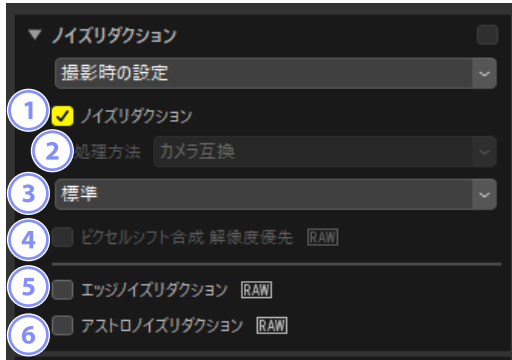 ▼ ノイズリダクション
撮影時の設定
1 ノイズリダクション
2 処理方法 カメラ互換
3 標準
4 ピクセルシフト合成 解像度優先 RAW
5 エッジノイズリダクション RAW
6 アストロノイズリダクション RAW